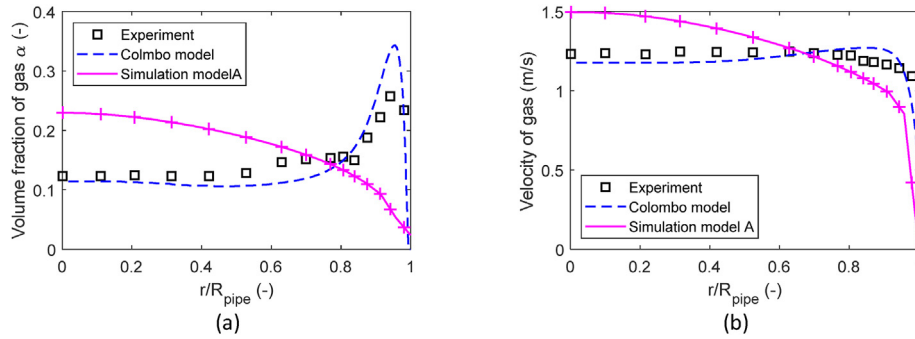 0.4
0.3
0.2
0.1
0
Volume fraction of gas α (-)
Experiment
Colmbo model
Simulation modelA
0 0.2 0.4 0.6 0.8 1
r/R_pipe (-)
(a)
1.5
1
0.5
0
Velocity of gas (m/s)
Experiment
Colombo model
Simulation model A
0 0.2 0.4 0.6 0.8
r/R_pipe (-)
(b)